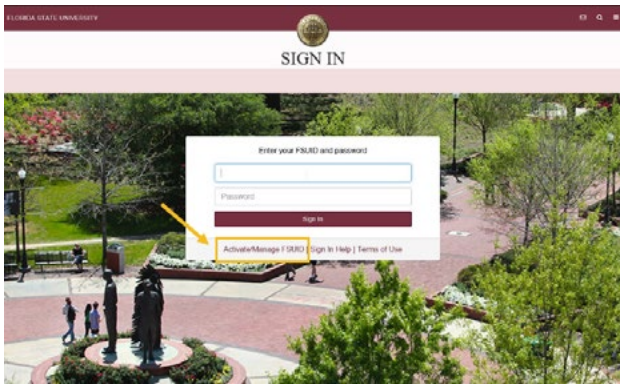 FLORIDA STATE UNIVERSITY
SIGN IN
Enter your FSUID and password
Password
Sign In
Activate/Manage FSUID | Sign In Help | Terms of Use